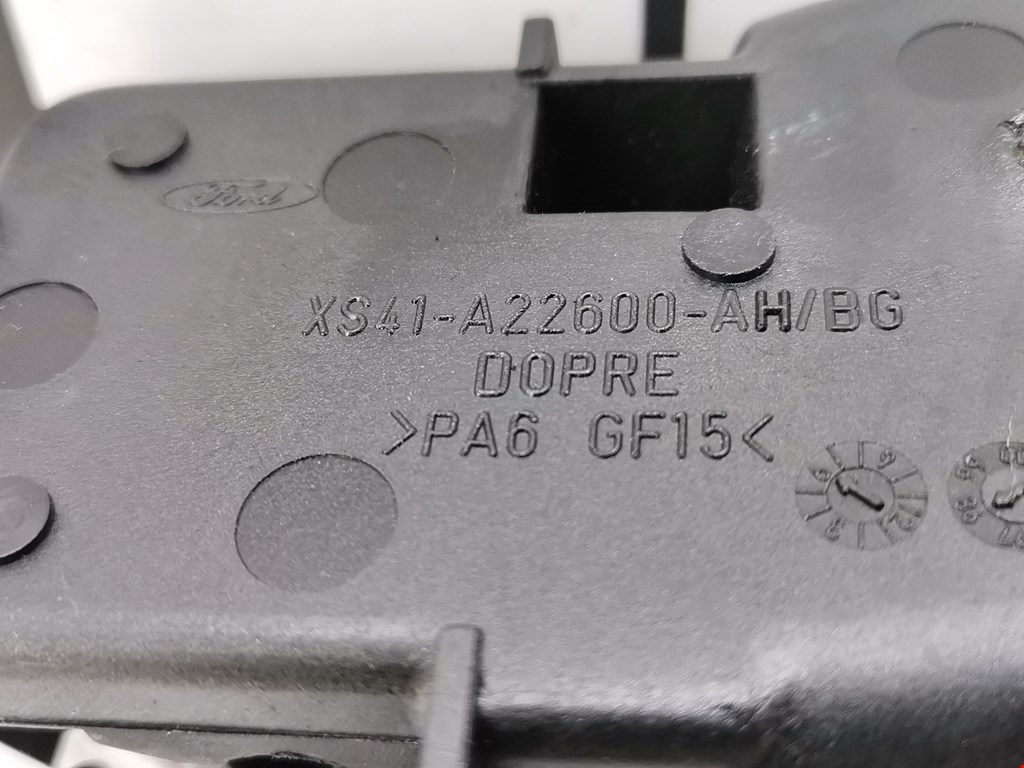 Ford
XS41-A22600-AH/BG
DOPRE
>PA6 GF15<